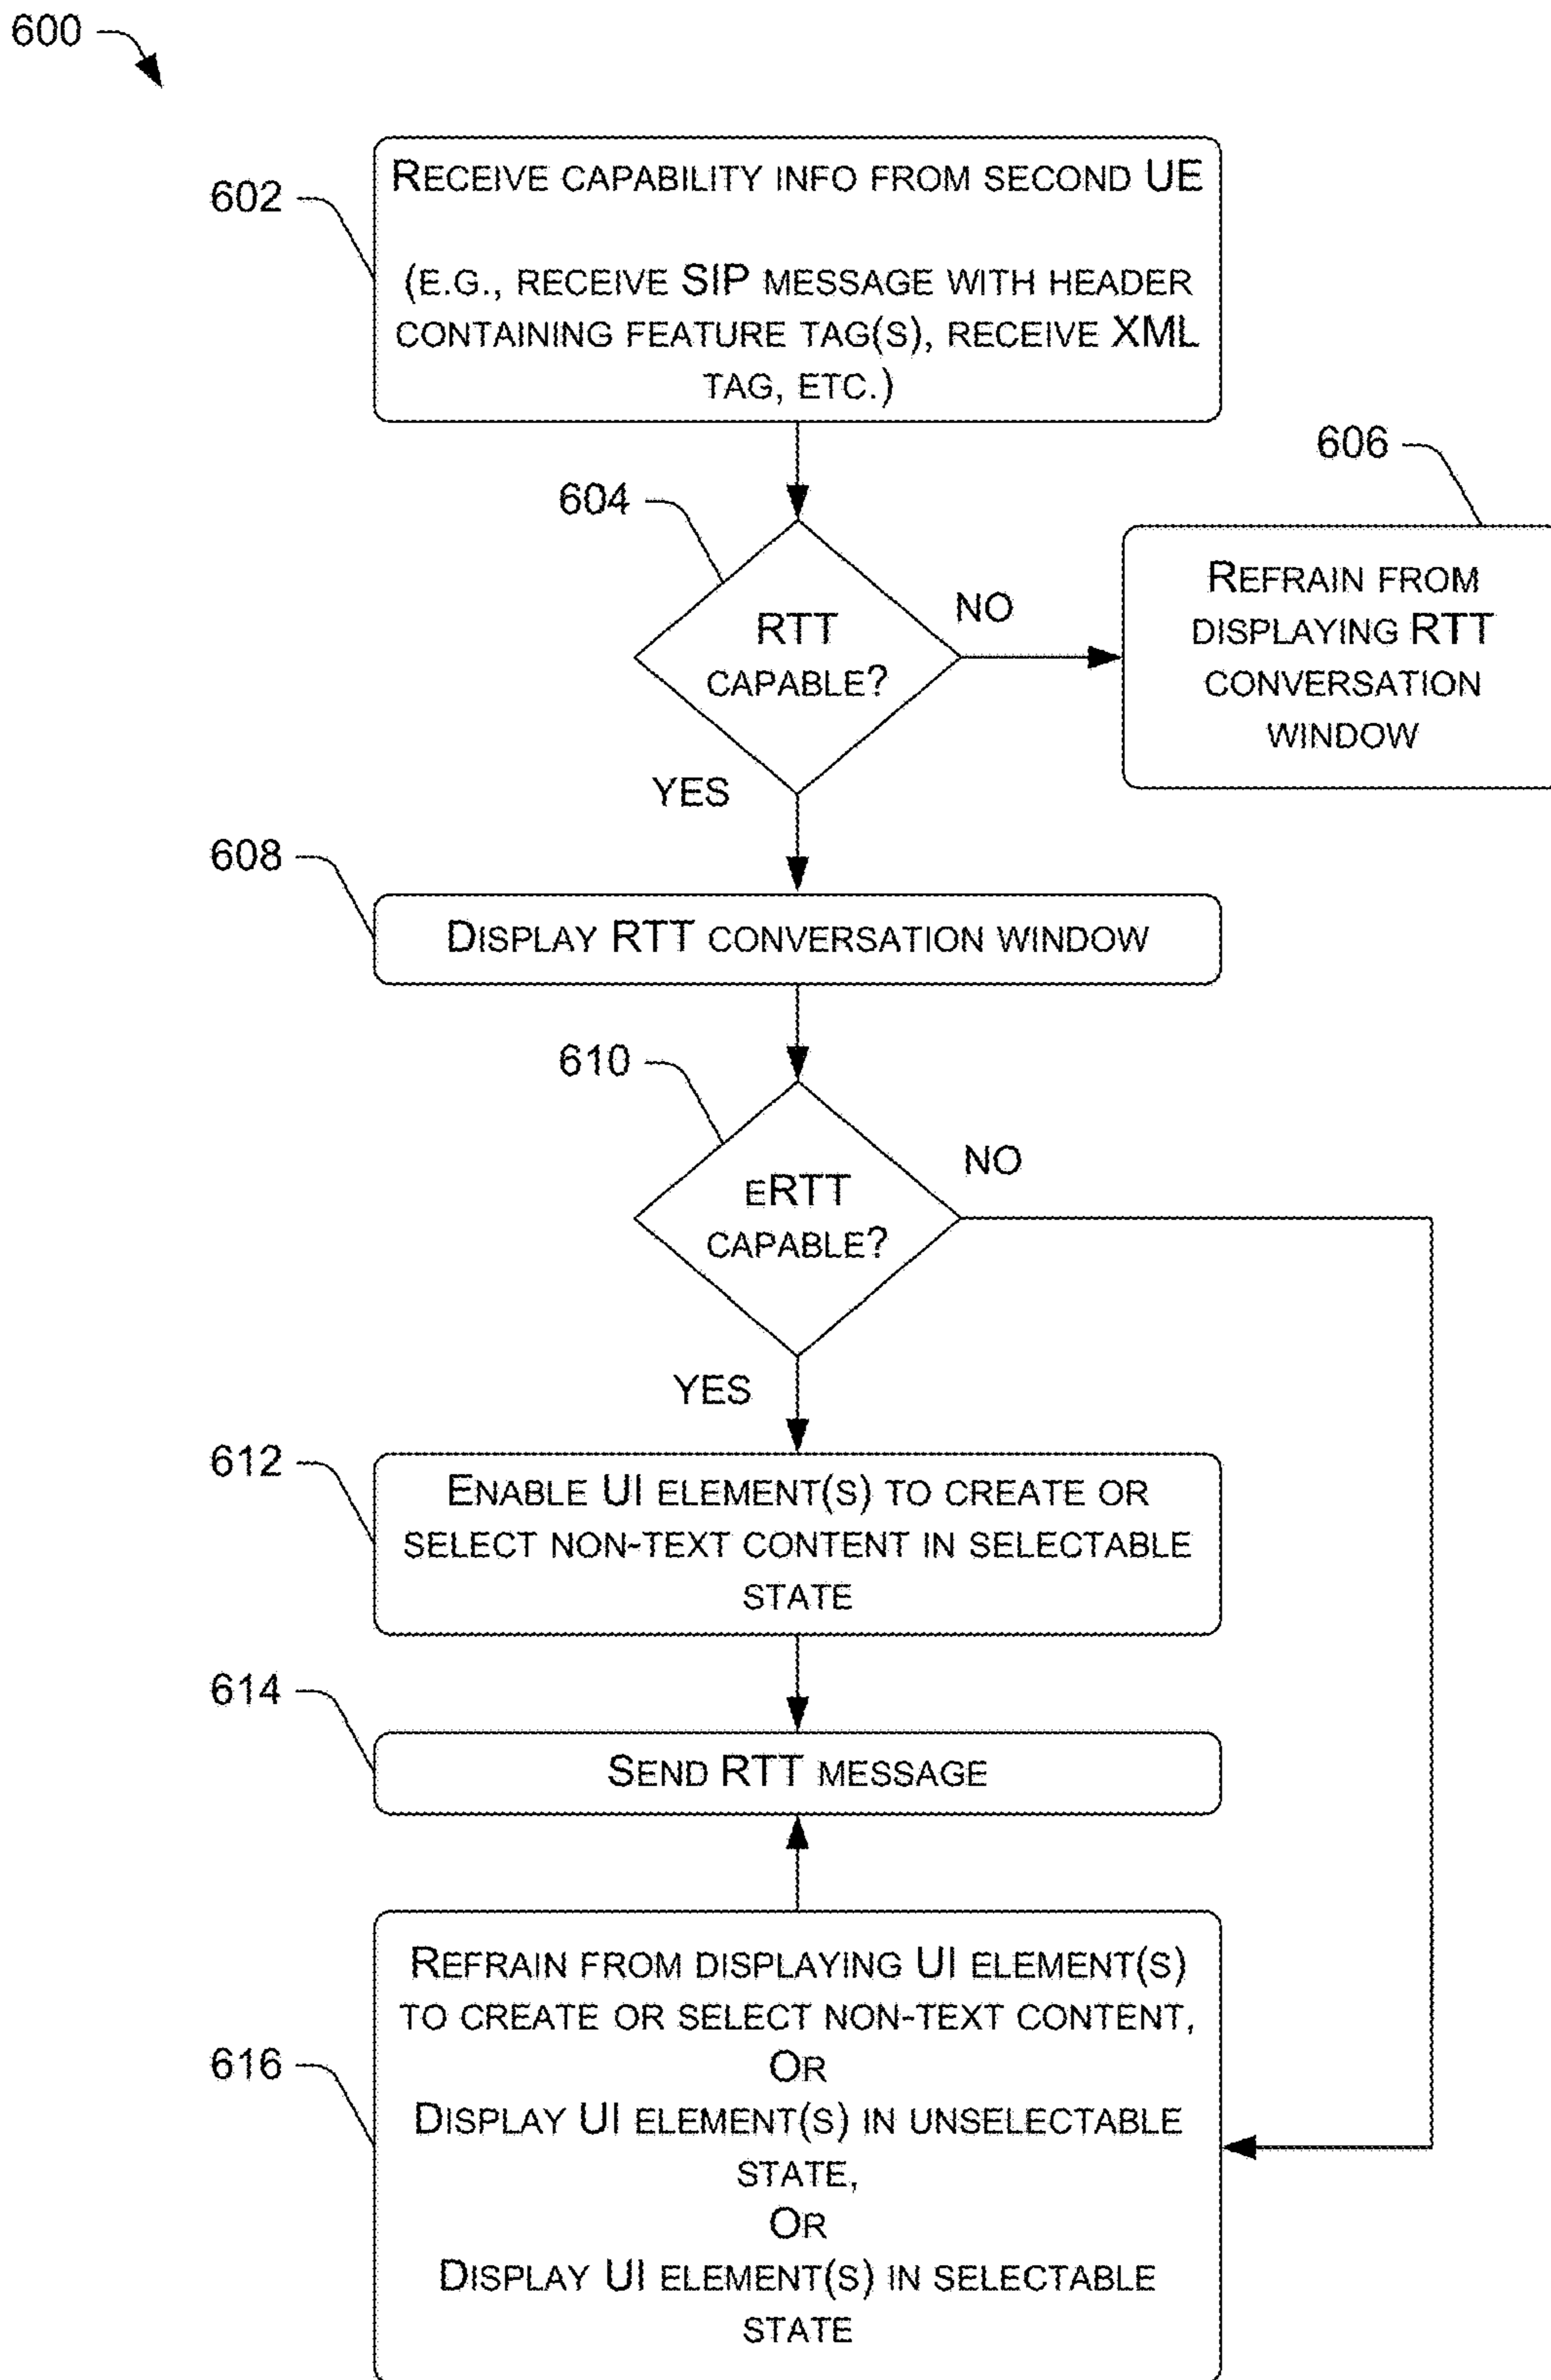 600
602
RECEIVE CAPABILITY INFO FROM SECOND UE
(E.G., RECEIVE SIP MESSAGE WITH HEADER
CONTAINING FEATURE TAG(S), RECEIVE XML
TAG, ETC.)
604
RTT
CAPABLE?
NO
606
REFRAIN FROM
DISPLAYING RTT
CONVERSATION
WINDOW
YES
608
DISPLAY RTT CONVERSATION WINDOW
610
ERTT
CAPABLE?
NO
YES
612
ENABLE UI ELEMENT(S) TO CREATE OR
SELECT NON-TEXT CONTENT IN SELECTABLE
STATE
614
SEND RTT MESSAGE
616
REFRAIN FROM DISPLAYING UI ELEMENT(S)
TO CREATE OR SELECT NON-TEXT CONTENT,
OR
DISPLAY UI ELEMENT(S) IN UNSELECTABLE
STATE,
OR
DISPLAY UI ELEMENT(S) IN SELECTABLE
STATE